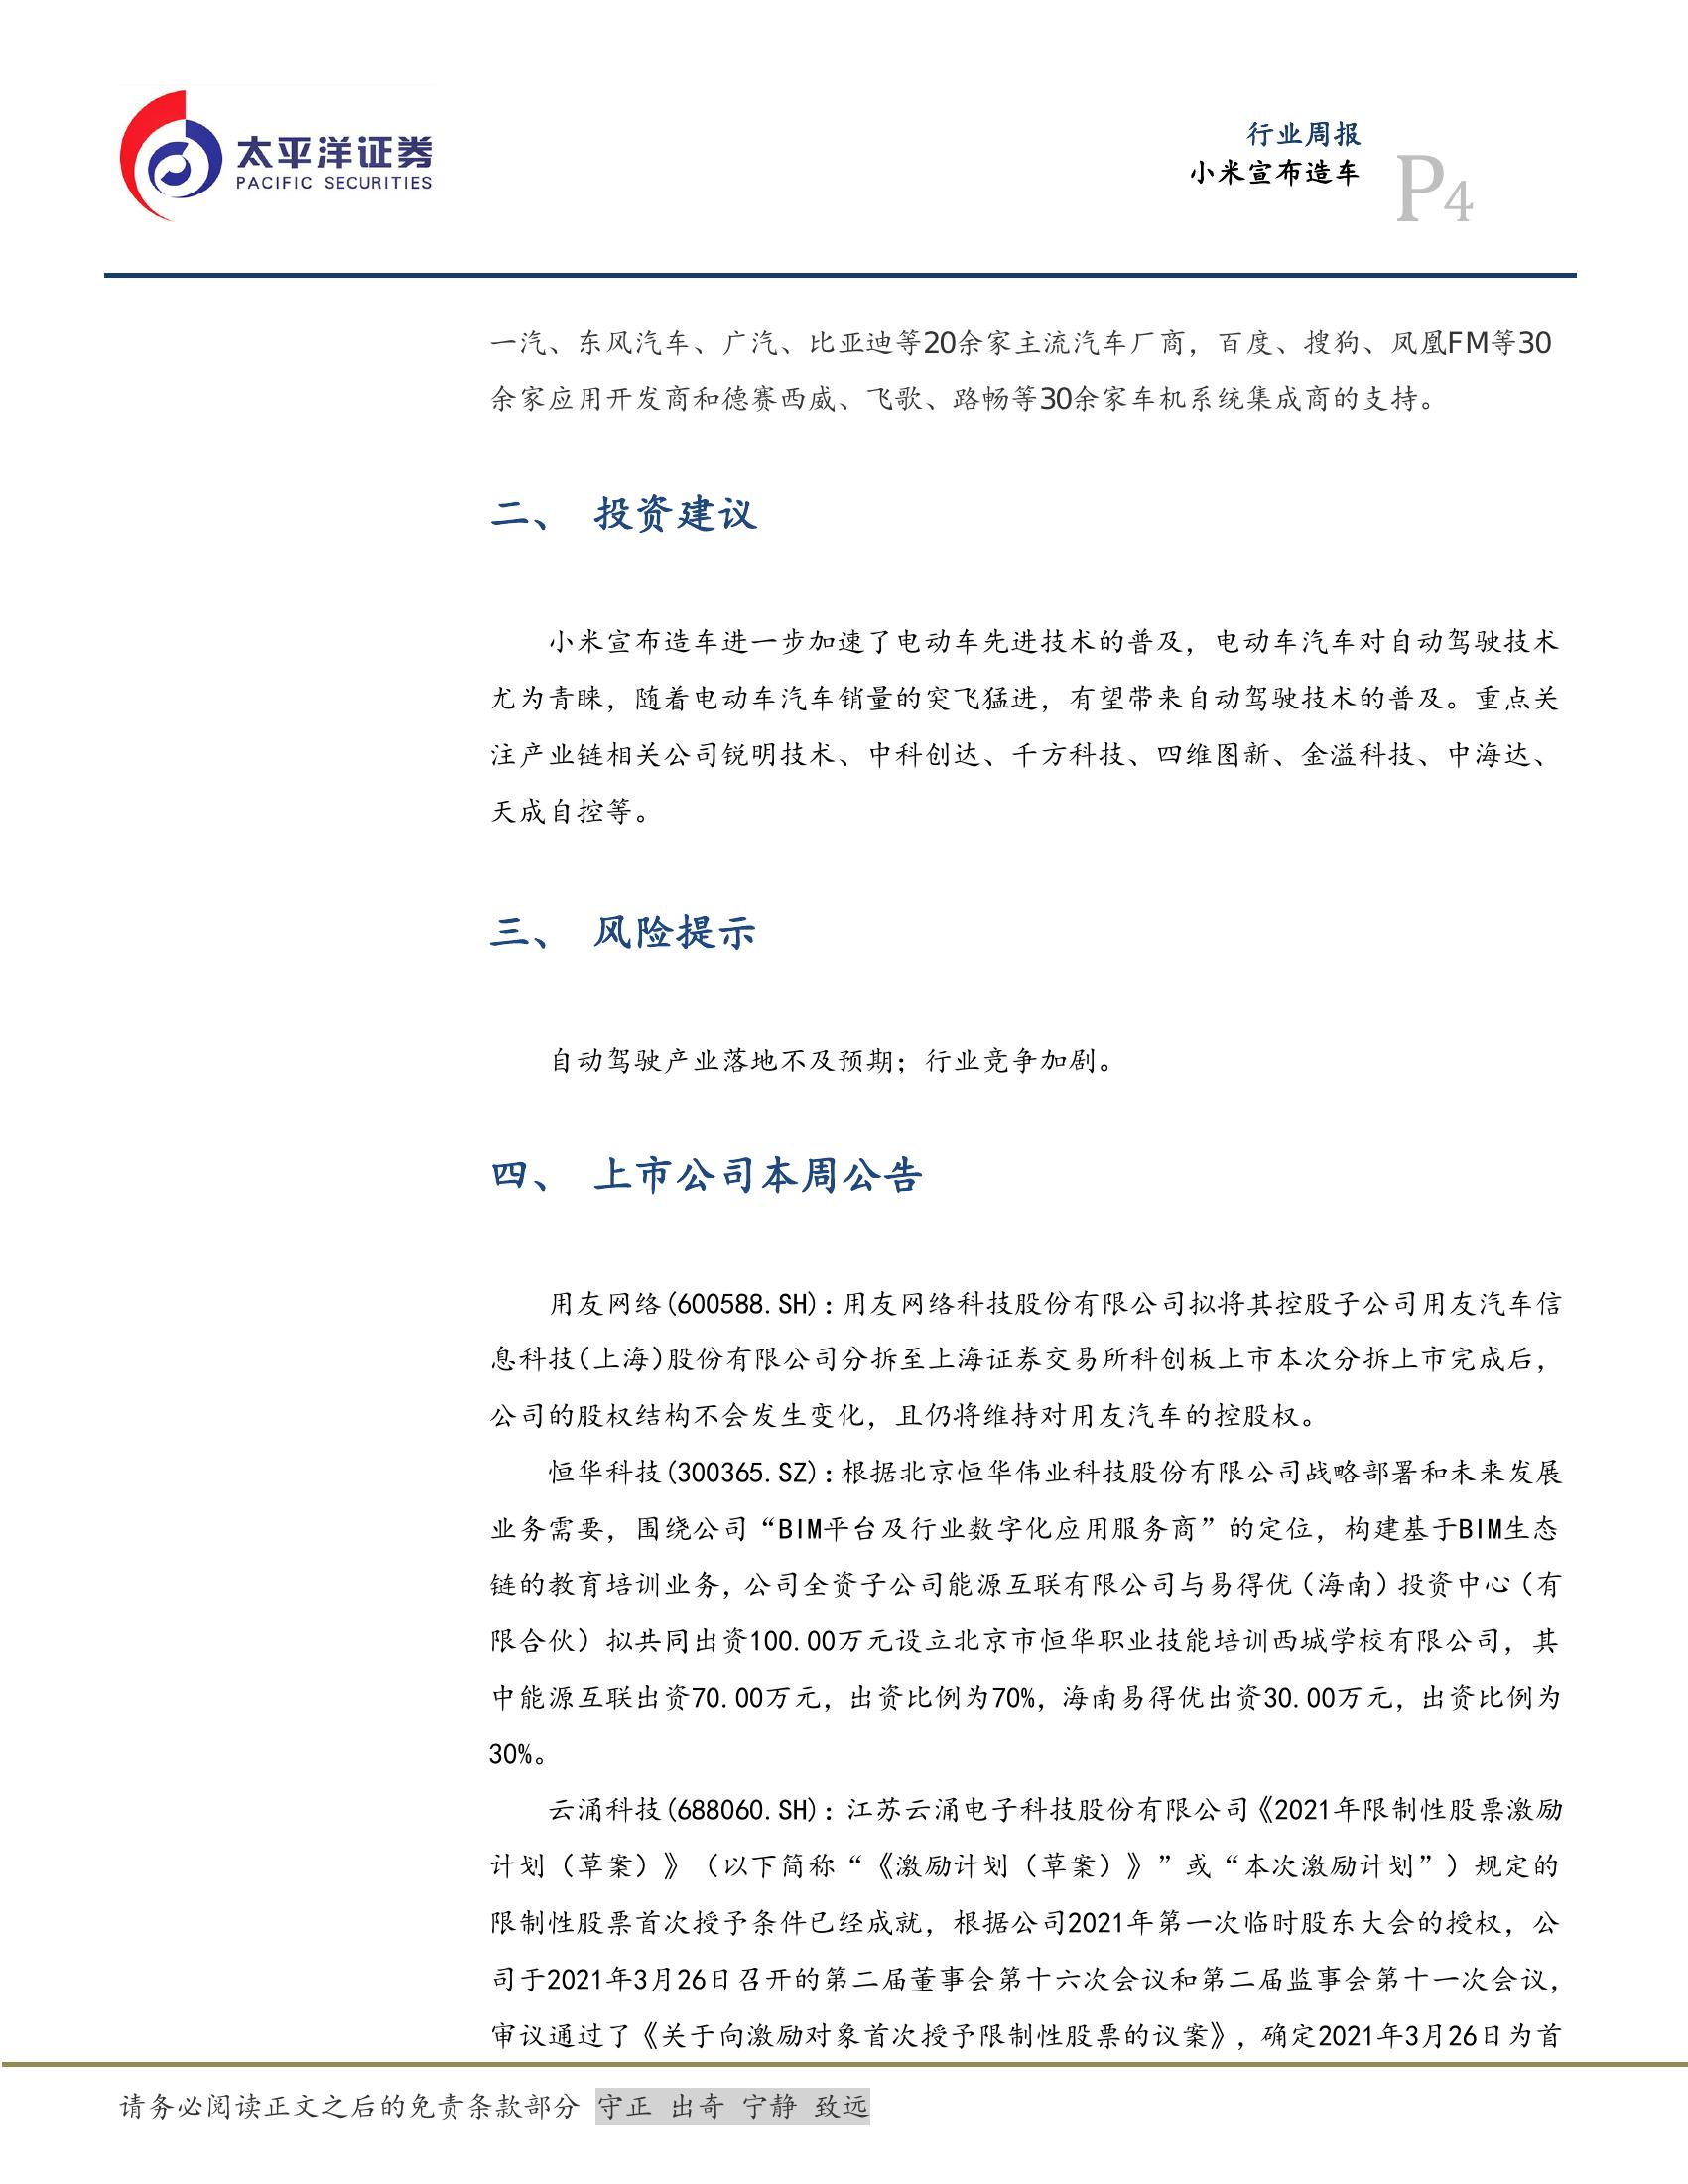 太平洋证券
PACIFIC SECURITIES
行业周报
小米宣布造车
P4
一汽、东风汽车、广汽、比亚迪等20余家主流汽车厂商，百度、搜狗、凤凰FM等30
余家应用开发商和德赛西威、飞歌、路畅等30余家车机系统集成商的支持。
二、 投资建议
小米宣布造车进一步加速了电动车先进技术的普及，电动车汽车对自动驾驶技术
尤为青睐，随着电动车汽车销量的突飞猛进，有望带来自动驾驶技术的普及。重点关
注产业链相关公司锐明技术、中科创达、千方科技、四维图新、金溢科技、中海达、
天成自控等。
三、 风险提示
自动驾驶产业落地不及预期；行业竞争加剧。
四、 上市公司本周公告
用友网络(600588.SH):用友网络科技股份有限公司拟将其控股子公司用友汽车信
息科技(上海)股份有限公司分拆至上海证券交易所科创板上市本次分拆上市完成后，
公司的股权结构不会发生变化，且仍将维持对用友汽车的控股权。
恒华科技(300365.SZ):根据北京恒华伟业科技股份有限公司战略部署和未来发展
业务需要，围绕公司“BIM平台及行业数字化应用服务商”的定位，构建基于BIM生态
链的教育培训业务，公司全资子公司能源互联有限公司与易得优（海南）投资中心（有
限合伙）拟共同出资100.00万元设立北京市恒华职业技能培训西城学校有限公司，其
中能源互联出资70.00万元，出资比例为70%，海南易得优出资30.00万元，出资比例为
30%。
云涌科技(688060.SH):江苏云涌电子科技股份有限公司《2021年限制性股票激励
计划（草案）》（以下简称“《激励计划（草案）》”或“本次激励计划”）规定的
限制性股票首次授予条件已经成就，根据公司2021年第一次临时股东大会的授权，公
司于2021年3月26日召开的第二届董事会第十六次会议和第二届监事会第十一次会议，
审议通过了《关于向激励对象首次授予限制性股票的议案》，确定2021年3月26日为首
请务必阅读正文之后的免责条款部分 守正 出奇 宁静 致远